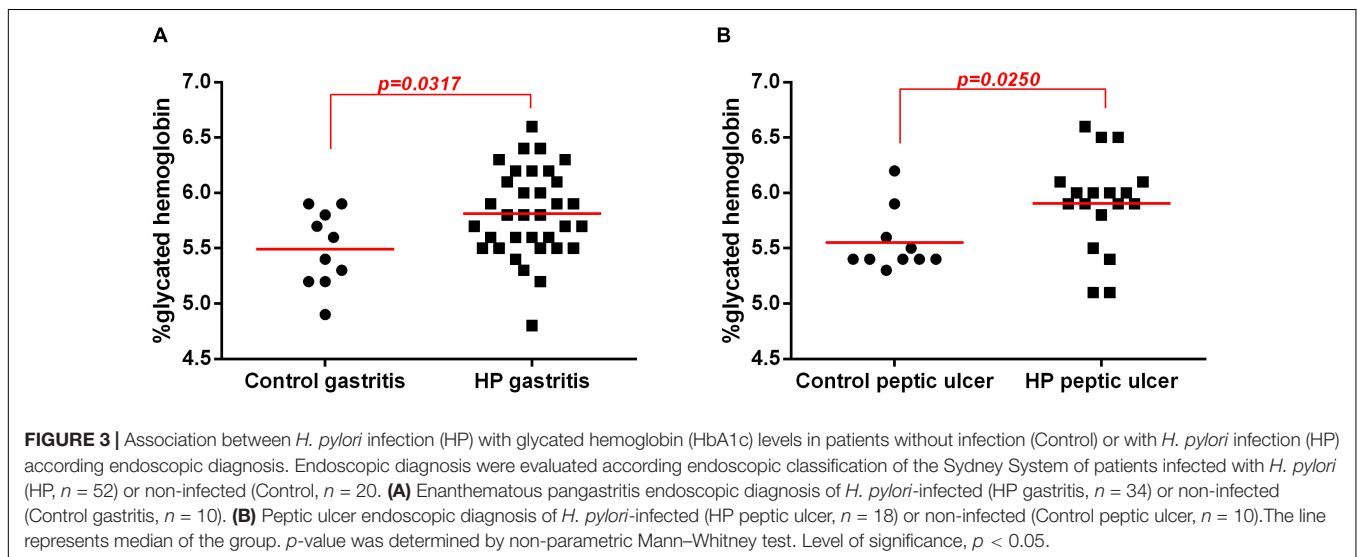 A
B
p=0.0317
p=0.0250
7.0
6.5
6.0
5.5
5.0
4.5
%glycated hemoglobin
Control gastritis
HP gastritis
7.0
6.5
6.0
5.5
5.0
4.5
%glycated hemoglobin
Control peptic ulcer
HP peptic ulcer
FIGURE 3 | Association between H. pylori infection (HP) with glycated hemoglobin (HbA1c) levels in patients without infection (Control) or with H. pylori infection (HP)
according endoscopic diagnosis. Endoscopic diagnosis were evaluated according endoscopic classification of the Sydney System of patients infected with H. pylori
(HP, n = 52) or non-infected (Control, n = 20. (A) Enanthematous pangastritis endoscopic diagnosis of H. pylori-infected (HP gastritis, n = 34) or non-infected
(Control gastritis, n = 10). (B) Peptic ulcer endoscopic diagnosis of H. pylori-infected (HP peptic ulcer, n = 18) or non-infected (Control peptic ulcer, n = 10).The line
represents median of the group. p-value was determined by non-parametric Mann–Whitney test. Level of significance, p < 0.05.